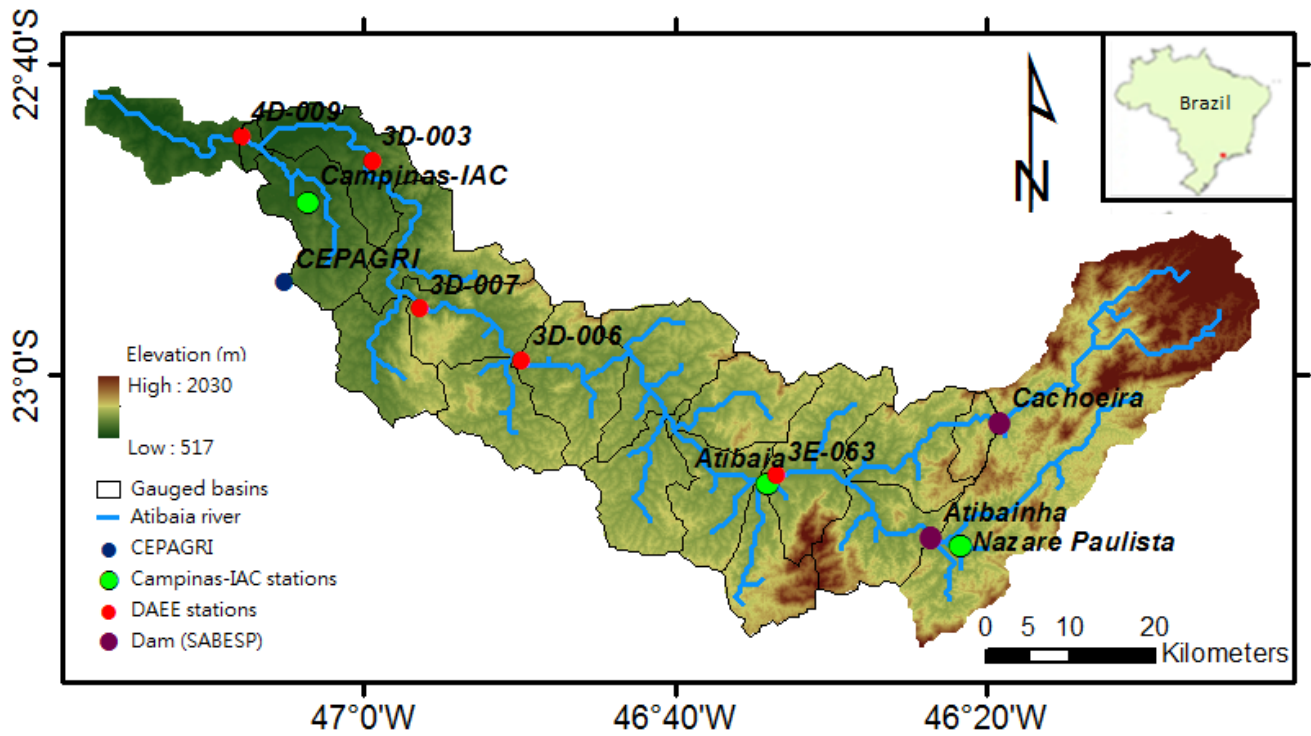 22°40'S
Brazil
4D-009
3D-003
Campinas-IAC
N
CEPAGRI
3D-007
3D-006
23°0'S
Elevation (m)
High : 2030
Low : 517
Cachoeira
Atibaia
3E-063
Atibainha
Nazare Paulista
Gauged basins
Atibaia river
CEPAGRI
Campinas-IAC stations
DAEE stations
Dam (SABESP)
0 5 10 20
Kilometers
47°0'W 46°40'W 46°20'W